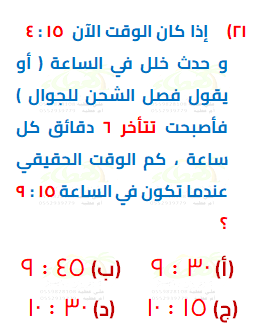 (٢١ إذا كان الوقت الآن ١٥ : ٤
و حدث خلل في الساعة ( أو
يقول فصل الشحن للجوال )
فأصبحت تتأخر ٦ دقائق كل
ساعة ، كم الوقت الحقيقي
عندما تكون في الساعة ١٥ : ٩
؟
(أ) ٣٠ : ٩ (ب) ٤٥ : ٩
(ج) ١٥ : ١٠ (د) ٣٠ : ١٠